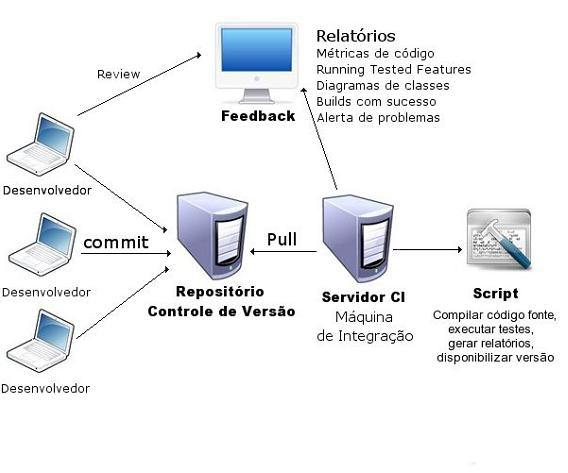 Relatórios
Métricas de código
Running Tested Features
Diagramas de classes
Builds com sucesso
Alerta de problemas
Review
Feedback
Desenvolvedor
commit
Pull
Desenvolvedor
Repositório
Controle de Versão
Servidor CI
Máquina
de Integração
Script
Compilar código fonte,
executar testes,
gerar relatórios,
disponibilizar versão
Desenvolvedor